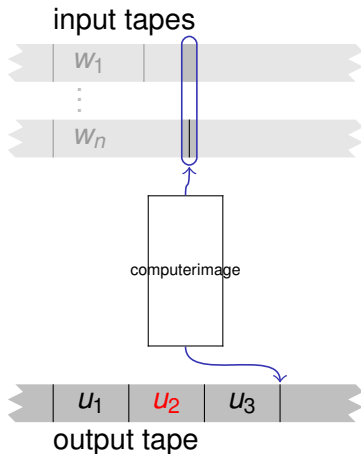 input tapes
w₁
⋮
wₙ
computerimage
u₁ u₂ u₃
output tape